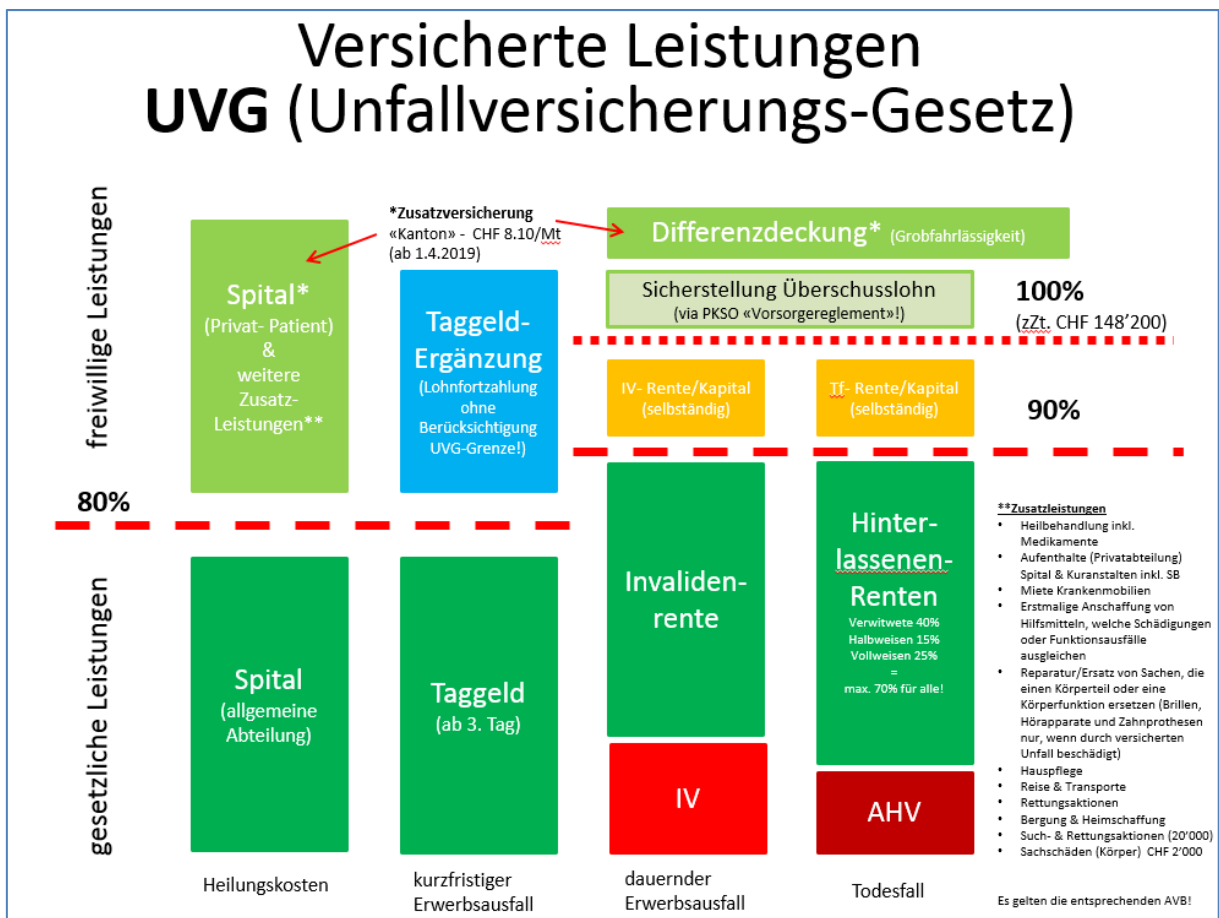 Versicherte Leistungen
UVG (Unfallversicherungs-Gesetz)
freiwillige Leistungen
gesetzliche Leistungen
*Zusatzversicherung
«Kanton» - CHF 8.10/Mt
(ab 1.4.2019)
Spital*
(Privat- Patient)
&
weitere
Zusatz-
Leistungen**
Taggeld-
Ergänzung
(Lohnfortzahlung
ohne
Berücksichtigung
UVG-Grenze!)
Differenzdeckung* (Grobfahrlässigkeit)
Sicherstellung Überschusslohn
(via PKSO «Vorsorgereglement»!)
100%
(zZt. CHF 148’200)
IV- Rente/Kapital
(selbständig)
Tf- Rente/Kapital
(selbständig)
90%
80%
Spital
(allgemeine
Abteilung)
Taggeld
(ab 3. Tag)
Invaliden-
rente
IV
Hinter-
lassenen-
Renten
Verwitwete 40%
Halbweisen 15%
Vollweisen 25%
=
max. 70% für alle!
AHV
**Zusatzleistungen
• Heilbehandlung inkl.
Medikamente
• Aufenthalte (Privatabteilung)
Spital & Kuranstalten inkl. SB
• Miete Krankenmobilien
• Erstmalige Anschaffung von
Hilfsmitteln, welche Schädigungen
oder Funktionsausfälle
ausgleichen
• Reparatur/Ersatz von Sachen, die
einen Körperteil oder eine
Körperfunktion ersetzen (Brillen,
Hörapparate und Zahnprothesen
nur, wenn durch versicherten
Unfall beschädigt)
• Hauspflege
• Reise & Transporte
• Rettungsaktionen
• Bergung & Heimschaffung
• Such- & Rettungsaktionen (20’000)
• Sachschäden (Körper) CHF 2’000
Es gelten die entsprechenden AVB!
Heilungskosten
kurzfristiger
Erwerbsausfall
dauernder
Erwerbsausfall
Todesfall